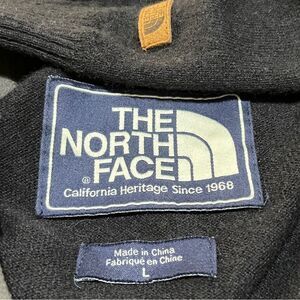 THE
NORTH
FACE
®
California Heritage Since 1968
Made in China
Fabriqué en Chine
L